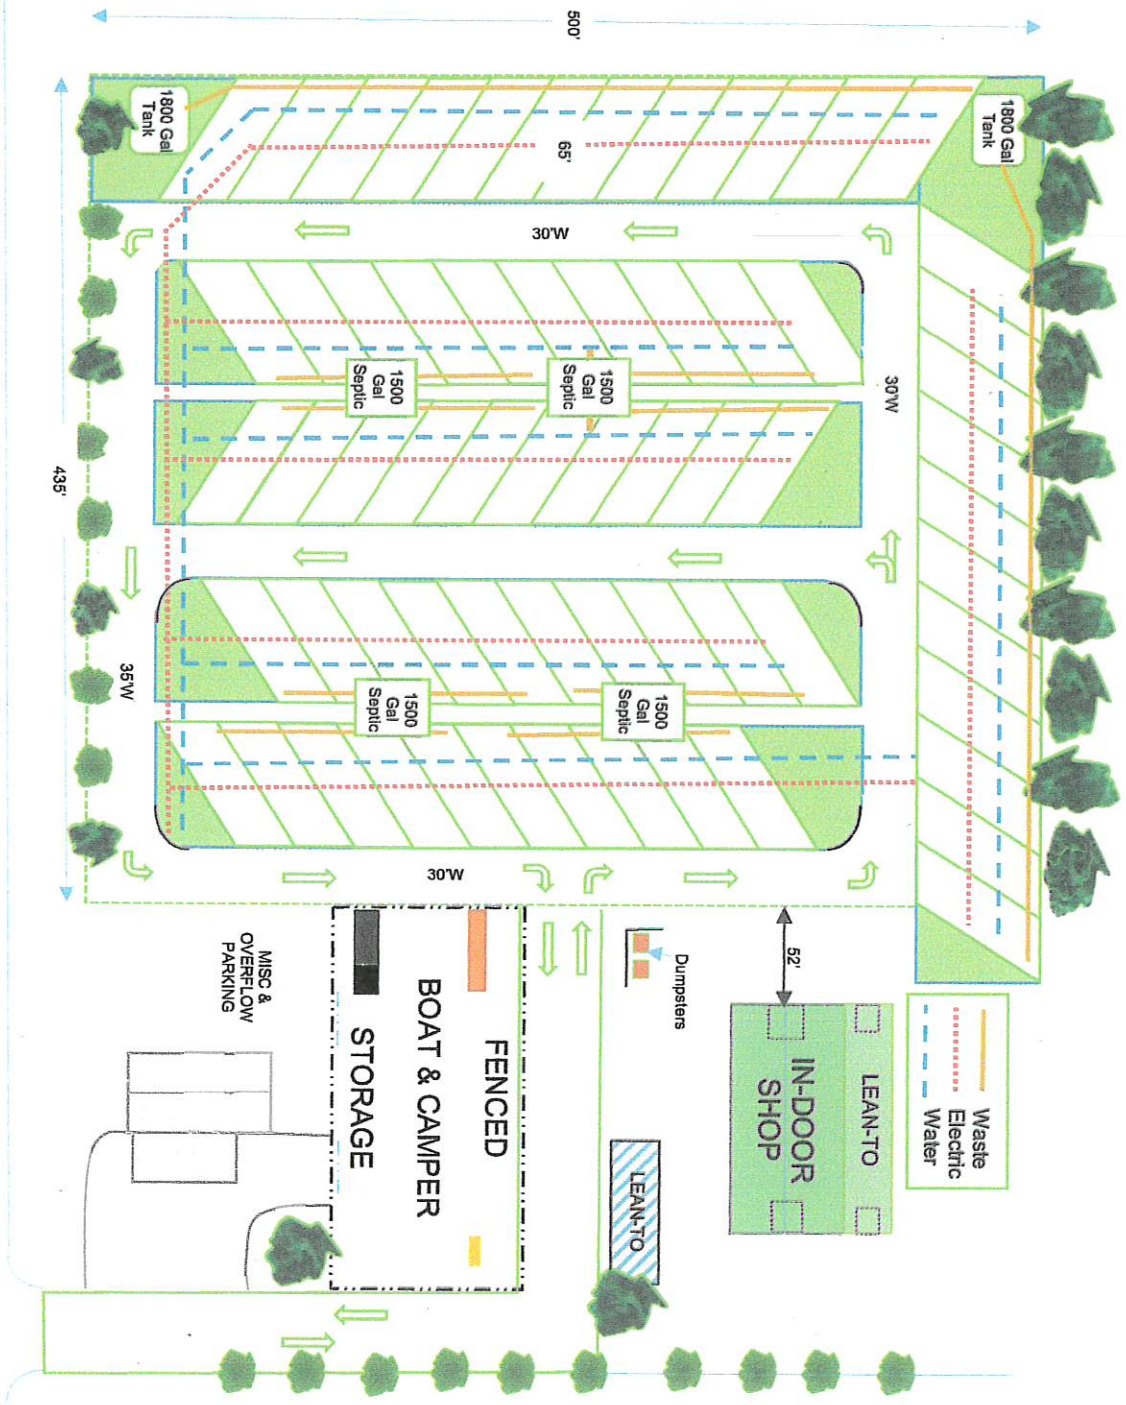 500'
1800 Gal
Tank
1800 Gal
Tank
65'
30'W
30'W
1500
Gal
Septic
1500
Gal
Septic
435'
35'W
1500
Gal
Septic
1500
Gal
Septic
30'W
52'
Dumpsters
MISC &
OVERFLOW
PARKING
FENCED
BOAT & CAMPER
STORAGE
LEAN-TO
IN-DOOR
SHOP
LEAN-TO
Waste
Electric
Water